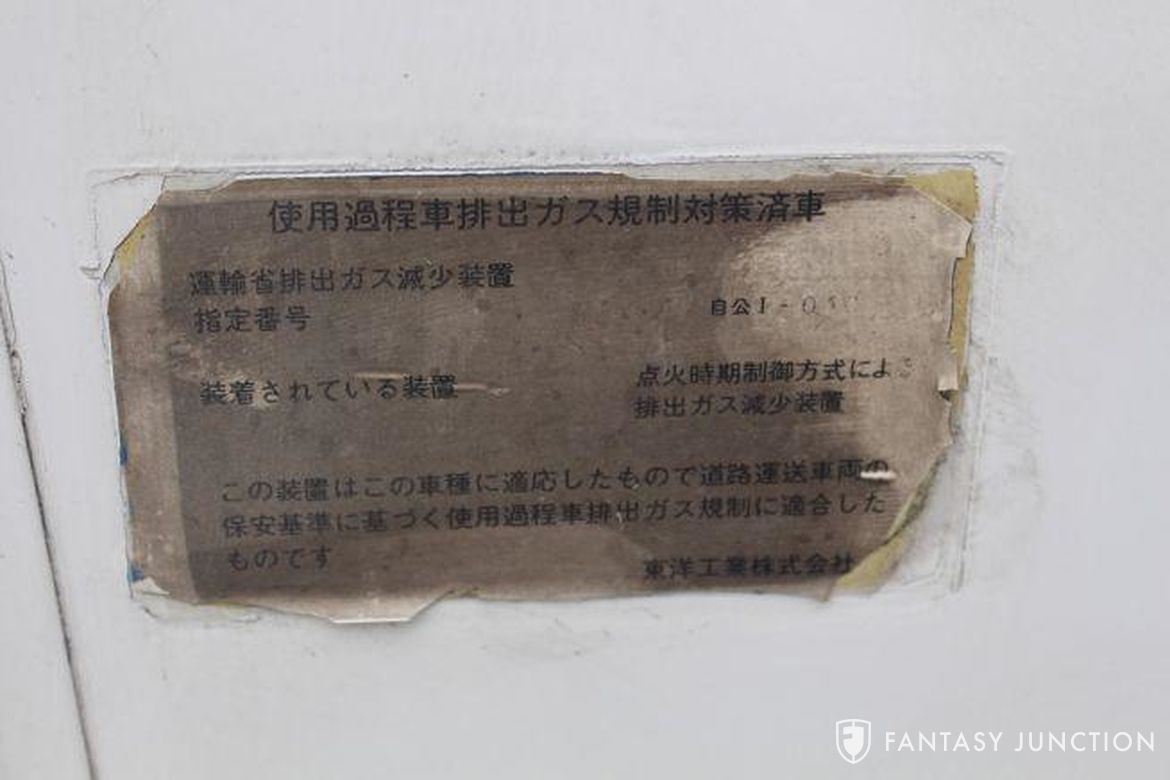 使用過程車排出ガス規制対策済車
運輸省排出ガス減少装置
指定番号
自公I-0
装着されている装置
点火時期制御方式による
排出ガス減少装置
この装置はこの車種に適応したもので道路運送車両の
保安基準に基づく使用過程車排出ガス規制に適合した
ものです
東洋工業株式会社
FANTASY JUNCTION